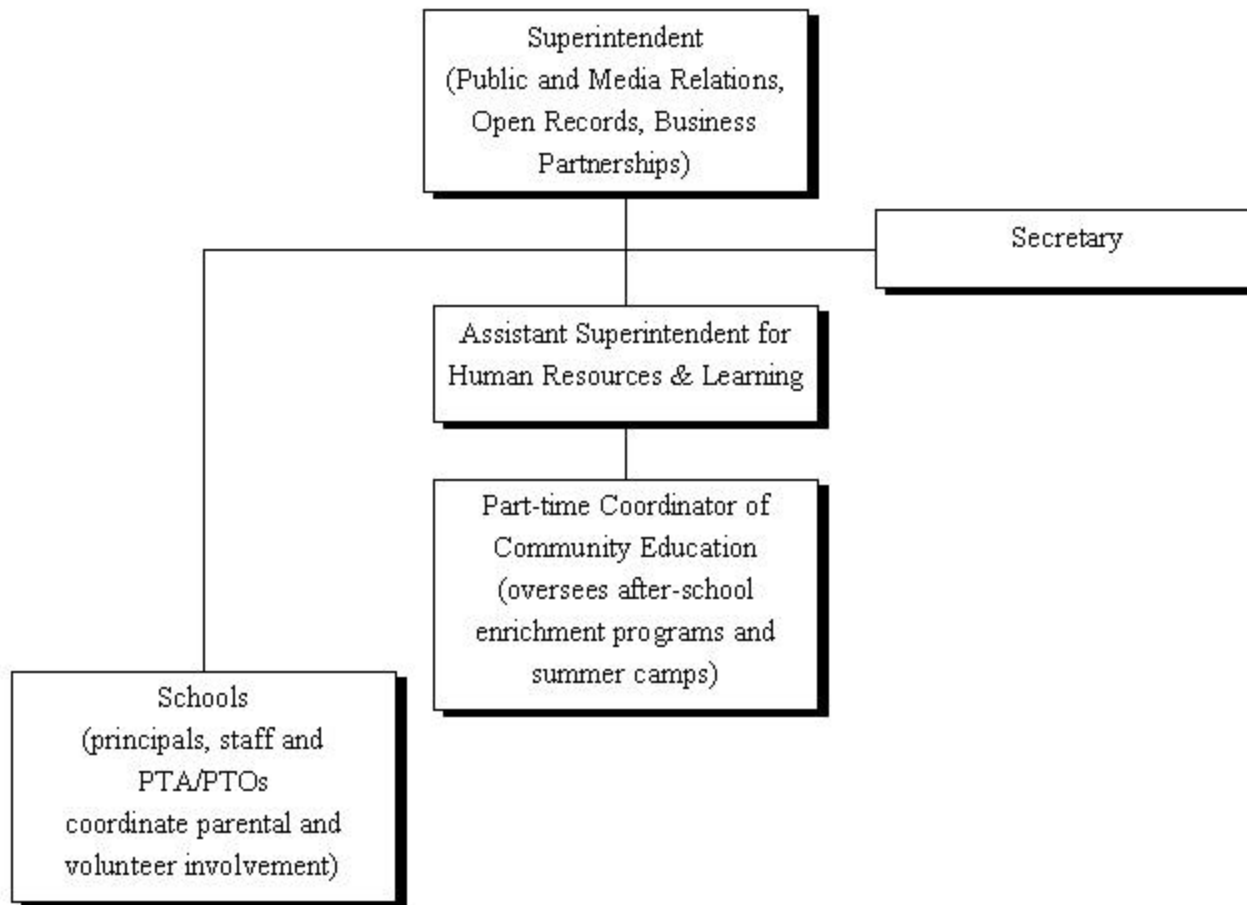 Superintendent
(Public and Media Relations,
Open Records, Business
Partnerships)
Secretary
Assistant Superintendent for
Human Resources & Learning
Part-time Coordinator of
Community Education
(oversees after-school
enrichment programs and
summer camps)
Schools
(principals, staff and
PTA/PTOs
coordinate parental and
volunteer involvement)